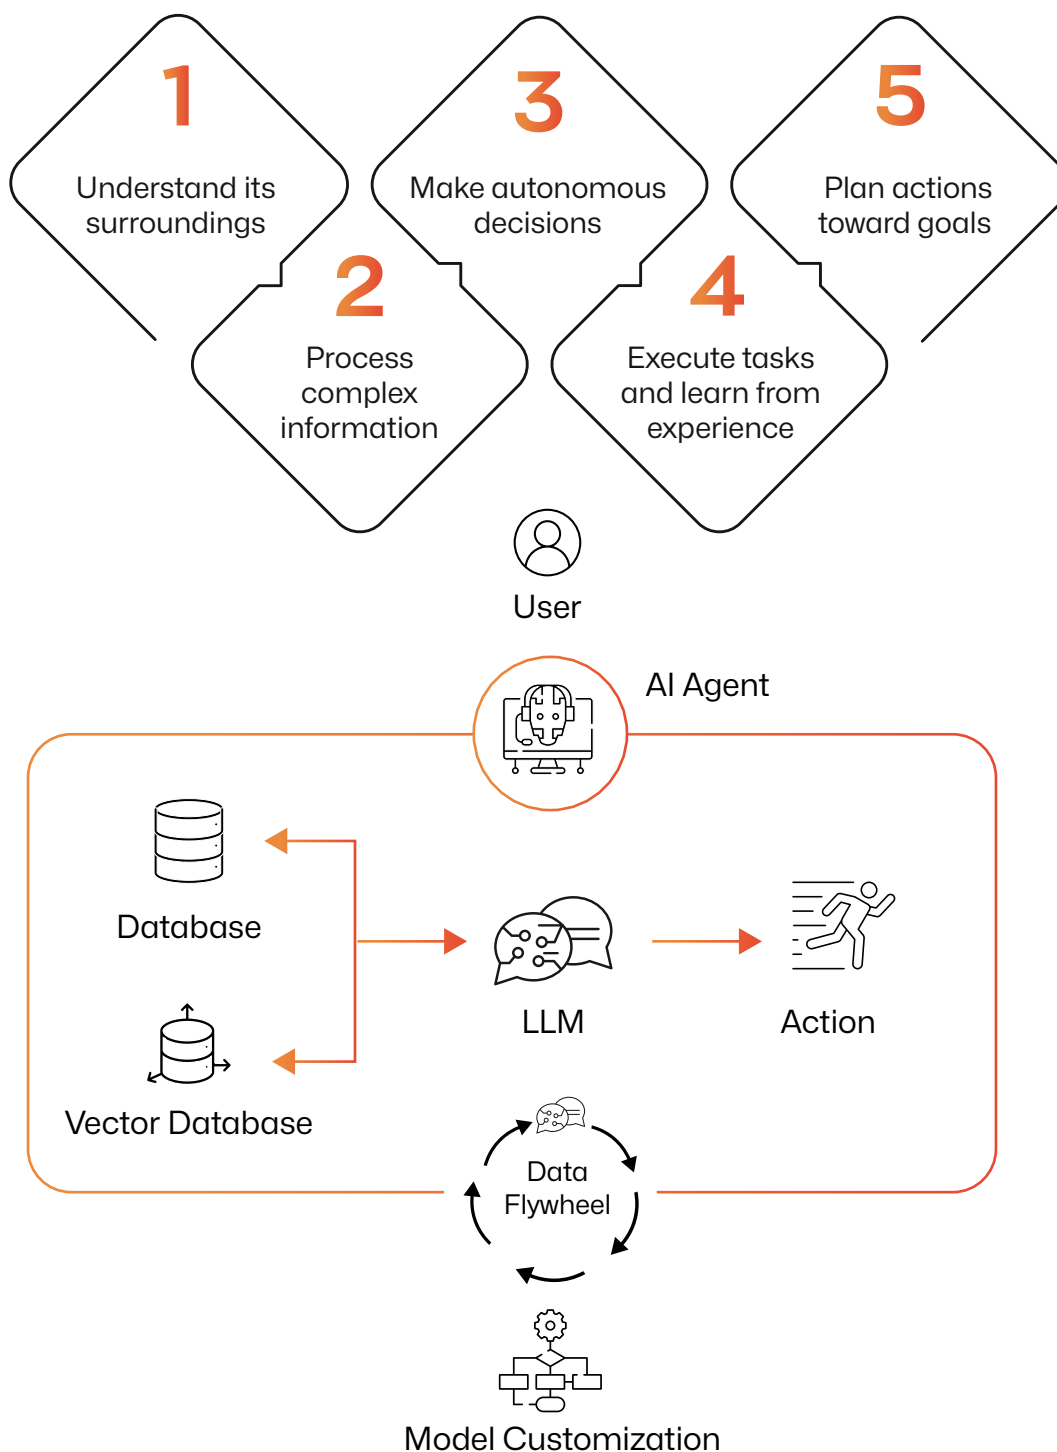 1
Understand its
surroundings
2
Process
complex
information
3
Make autonomous
decisions
4
Execute tasks
and learn from
experience
5
Plan actions
toward goals
User
AI Agent
Database
Vector Database
LLM
Action
Data
Flywheel
Model Customization